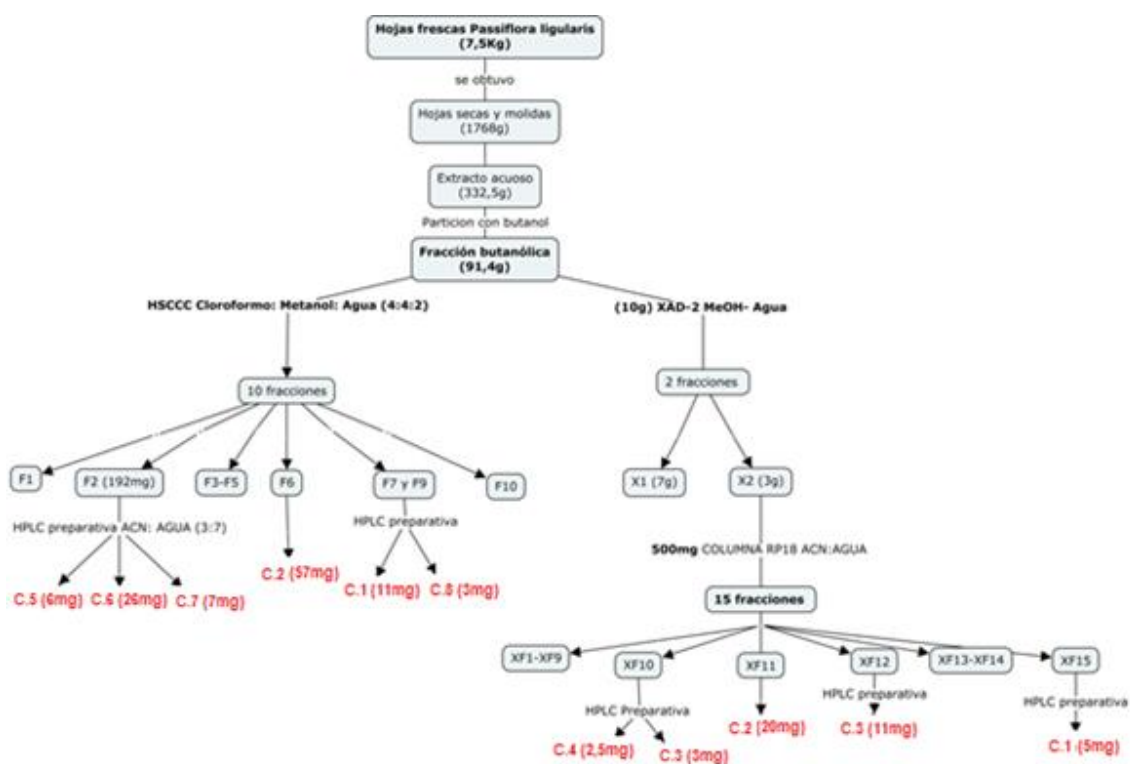 Hojas frescas Passiflora ligularis
(7,5Kg)
se obtuvo
Hojas secas y molidas
(1768g)
Extracto acuoso
(332,5g)
Particion con butanol
Fracción butanólica
(91,4g)
HSCCC Cloroformo: Metanol: Agua (4:4:2)
(10g) XAD-2 MeOH- Agua
10 fracciones
2 fracciones
F1
F2 (192mg)
F3-F5
F6
F7 y F9
F10
X1 (7g)
X2 (3g)
HPLC preparativa ACN: AGUA (3:7)
HPLC preparativa
500mg COLUMNA RP18 ACN:AGUA
C.5 (6mg)
C.6 (26mg)
C.7 (7mg)
C.2 (57mg)
C.1 (11mg)
C.8 (3mg)
15 fracciones
XF1-XF9
XF10
XF11
XF12
XF13-XF14
XF15
HPLC Preparativa
HPLC preparativa
HPLC preparativa
C.4 (2,5mg)
C.3 (3mg)
C.2 (20mg)
C.3 (11mg)
C.1 (5mg)